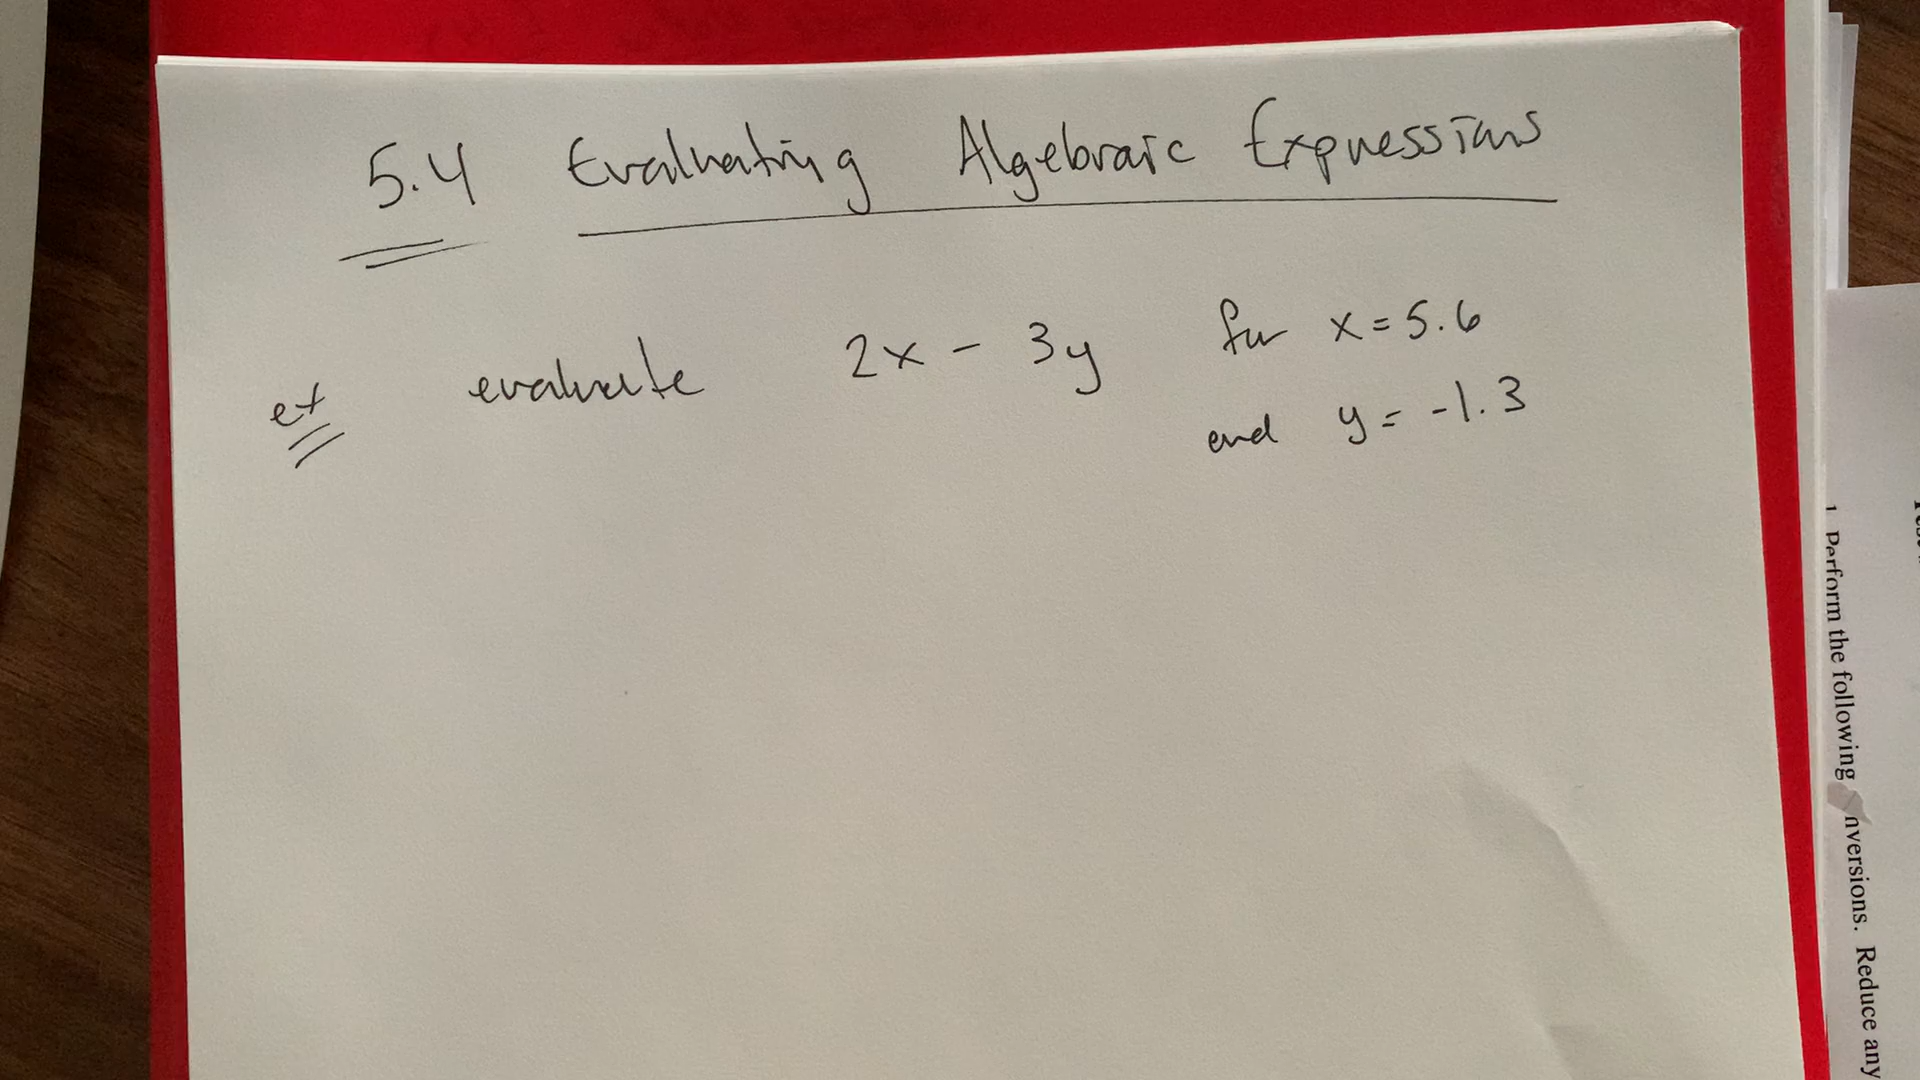 5.4 Evaluating Algebraic Expressions
ex evaluate 2x - 3y for x = 5.6
and y = -1.3
1. Perform the following nversions. Reduce any